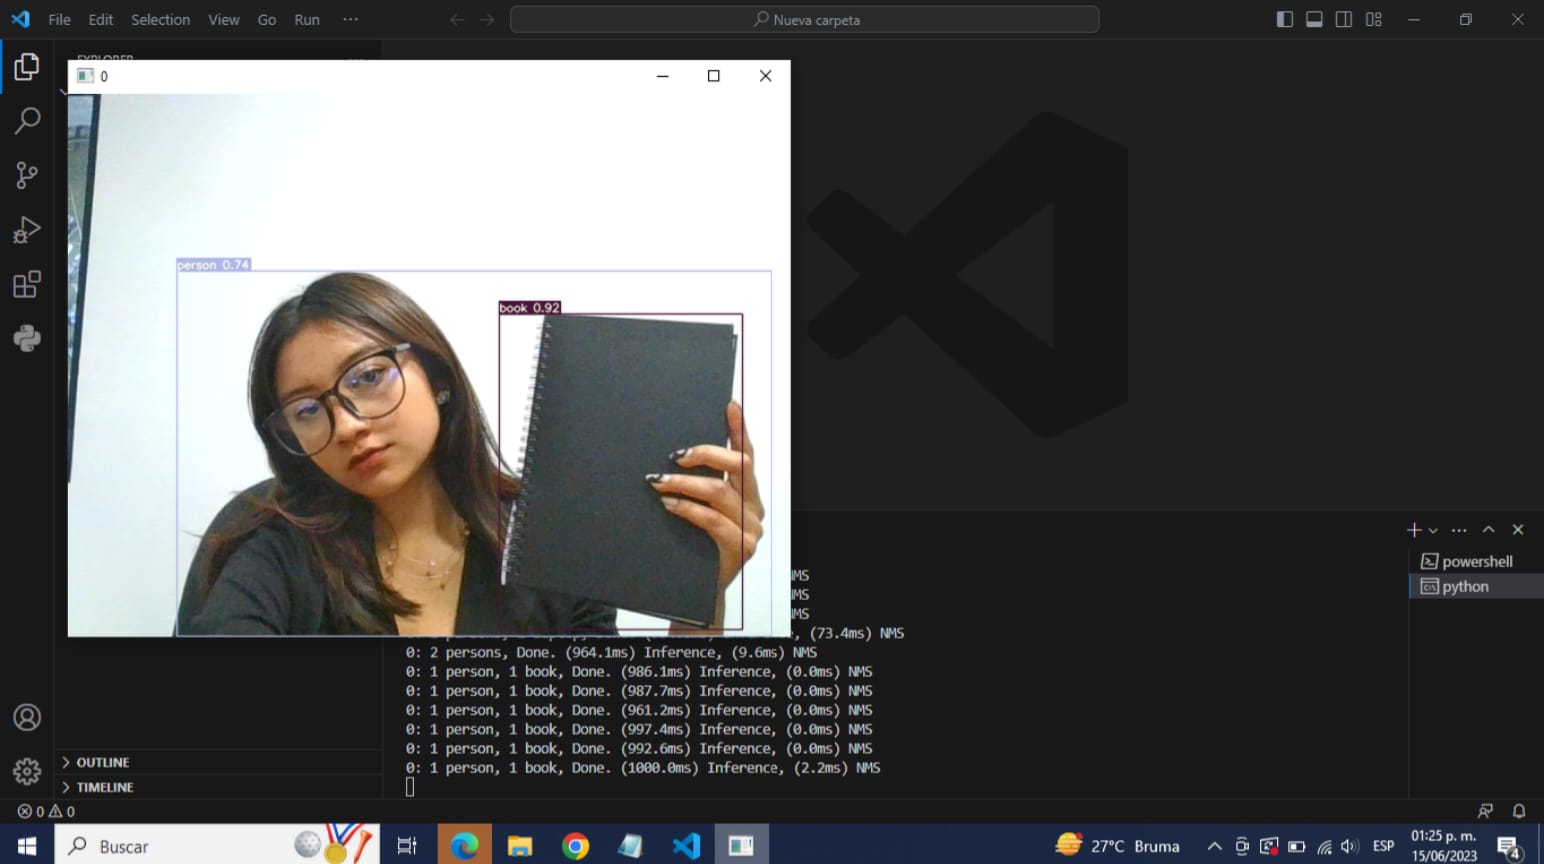 File Edit Selection View Go Run ···
Nueva carpeta
0
person 0.74
book 0.92
powershell
python
MS
MS
MS
, (73.4ms) NMS
0: 2 persons, Done. (964.1ms) Inference, (9.6ms) NMS
0: 1 person, 1 book, Done. (986.1ms) Inference, (0.0ms) NMS
0: 1 person, 1 book, Done. (987.7ms) Inference, (0.0ms) NMS
0: 1 person, 1 book, Done. (961.2ms) Inference, (0.0ms) NMS
0: 1 person, 1 book, Done. (997.4ms) Inference, (0.0ms) NMS
0: 1 person, 1 book, Done. (992.6ms) Inference, (0.0ms) NMS
0: 1 person, 1 book, Done. (1000.0ms) Inference, (2.2ms) NMS
OUTLINE
TIMELINE
0 0
Buscar
27°C Bruma
ESP
01:25 p. m.
15/06/2023
4